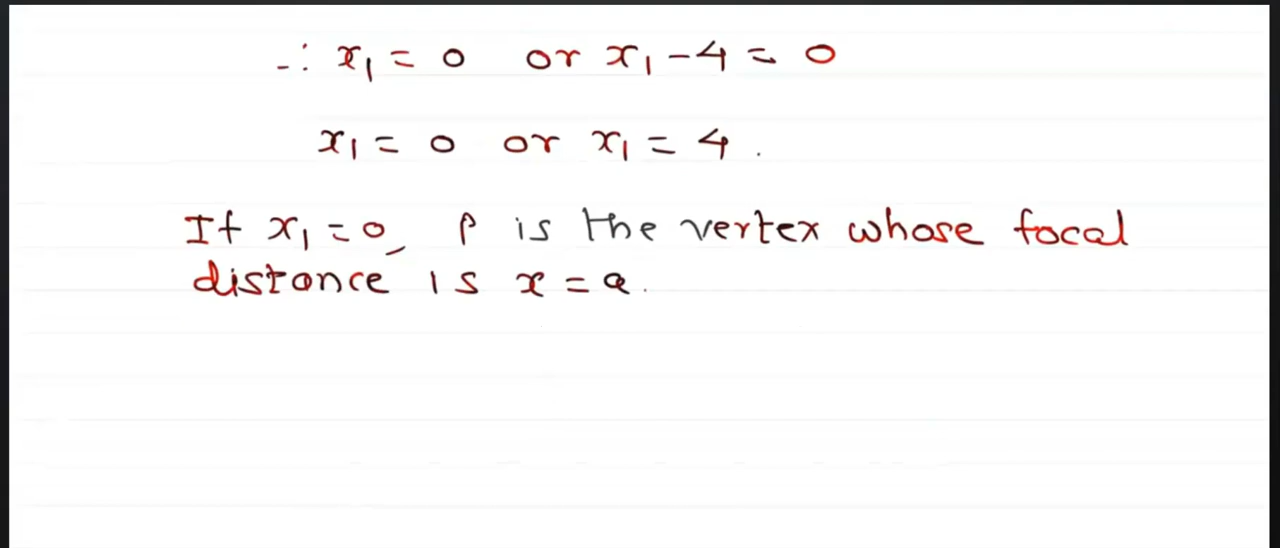 ∴ x₁ = 0 or x₁ - 4 = 0
x₁ = 0 or x₁ = 4.
If x₁ = 0, P is the vertex whose focal
distance is x = a.